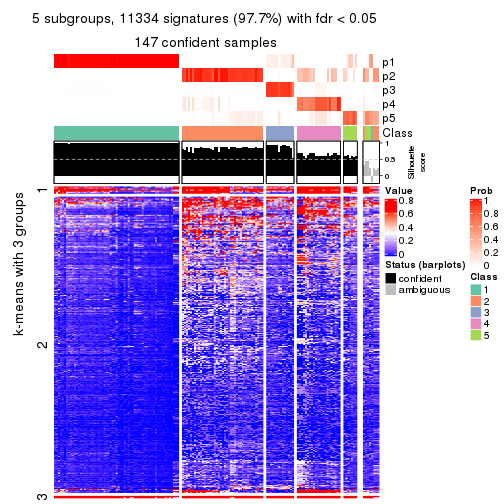 5 subgroups, 11334 signatures (97.7%) with fdr < 0.05
147 confident samples
p1
p2
p3
p4
p5
Class
1
0.5
0
Silhouette
score
k-means with 3 groups
1
2
3
Value
0.8
0.6
0.4
0.2
0
Status (barplots)
confident
ambiguous
Prob
1
0.8
0.6
0.4
0.2
0
Class
1
2
3
4
5